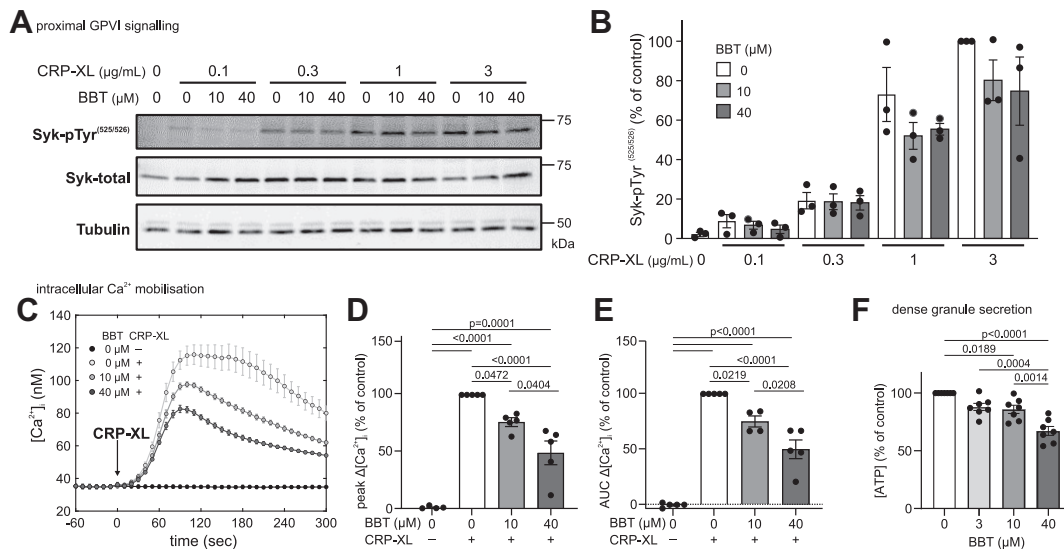 A proximal GPVI signalling
CRP-XL (µg/mL) 0 0.1 0.3 1 3
BBT (µM) 0 0 10 40 0 10 40 0 10 40 0 10 40
Syk-pTyr(525/526)
75
Syk-total
75
Tubulin
50
kDa
B
BBT (µM)
0
10
40
Syk-pTyr (525/526) (% of control)
100
80
60
40
20
0
CRP-XL (µg/mL) 0 0.1 0.3 1 3
intracellular Ca2+ mobilisation
C
BBT CRP-XL
0 µM −
0 µM +
10 µM +
40 µM +
CRP-XL
[Ca2+]i (nM)
140
120
100
80
60
40
20
-60 0 60 120 180 240 300
time (sec)
D
p=0.0001
<0.0001
<0.0001
0.0472
0.0404
peak Δ[Ca2+]i (% of control)
100
50
0
BBT (µM) 0 0 10 40
CRP-XL − + + +
E
p<0.0001
<0.0001
<0.0001
0.0219
0.0208
AUC Δ[Ca2+]i (% of control)
100
50
0
BBT (µM) 0 0 10 40
CRP-XL − + + +
F dense granule secretion
p<0.0001
0.0189
0.0004
0.0014
[ATP] (% of control)
100
50
0
0 3 10 40
BBT (µM)